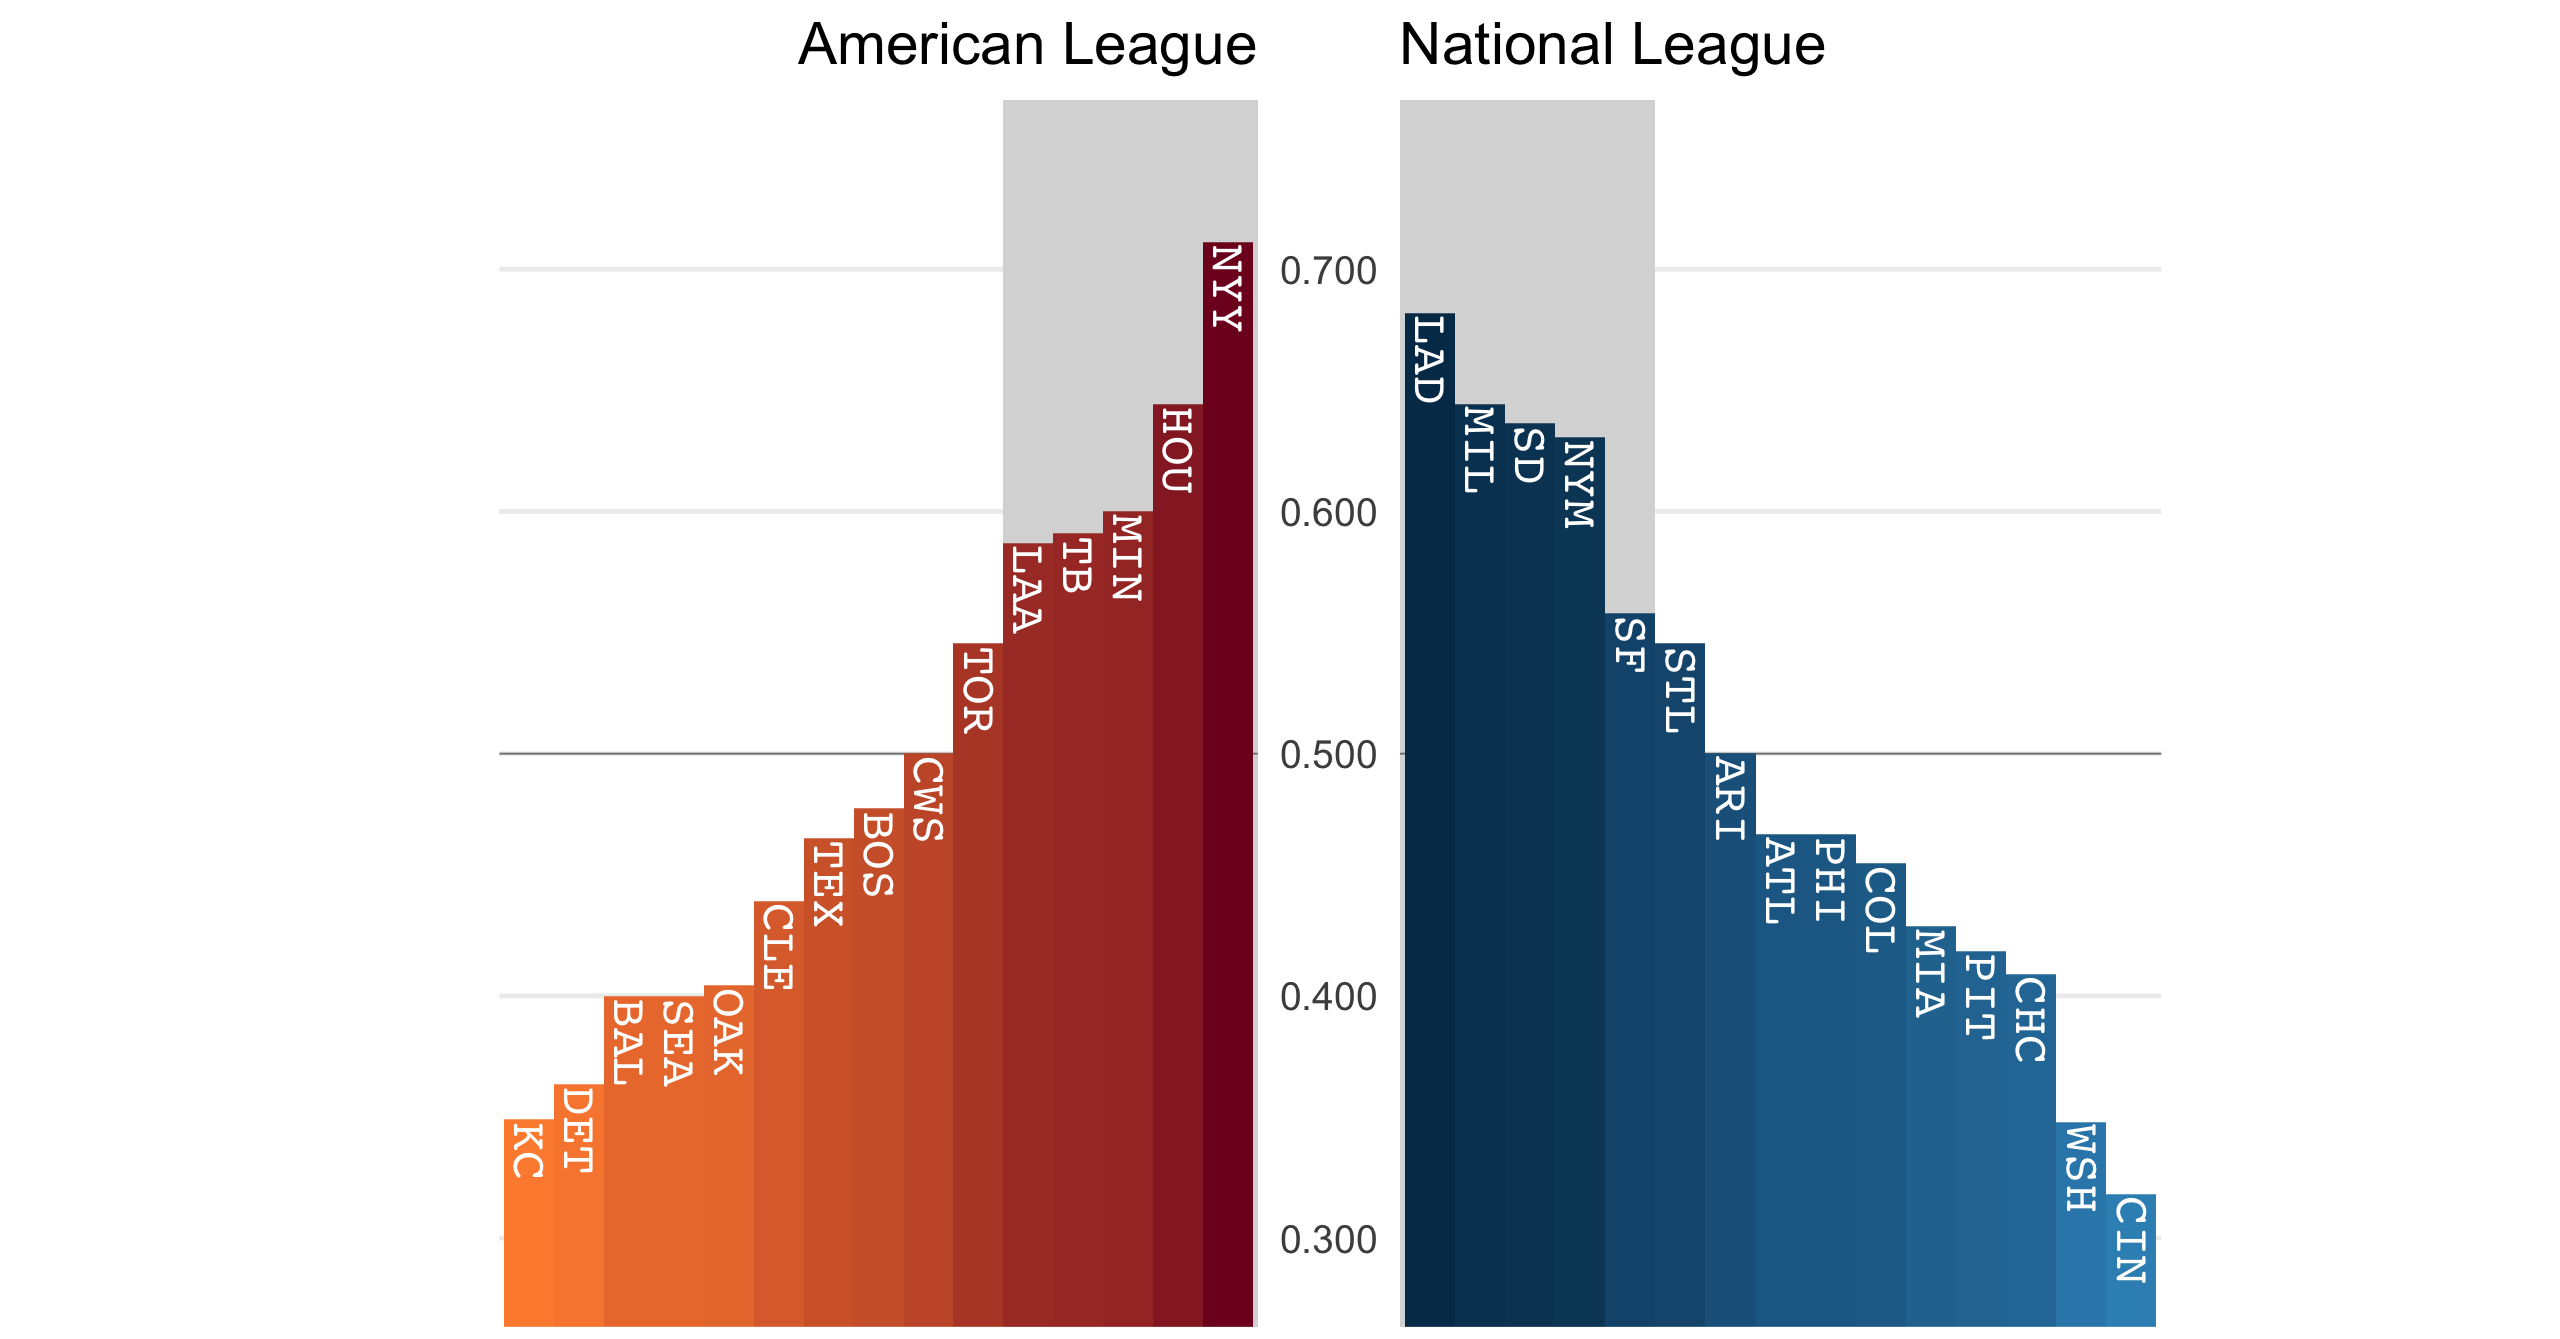 American League
National League
0.700
0.600
0.500
0.400
0.300
KC
DET
BAL
SEA
OAK
CLE
TEX
BOS
CWS
TOR
LAA
TB
MIN
HOU
NYY
LAD
MIL
SD
NYM
SF
STL
ARI
ATL
PHI
COL
MIA
PIT
CHC
WSH
CIN